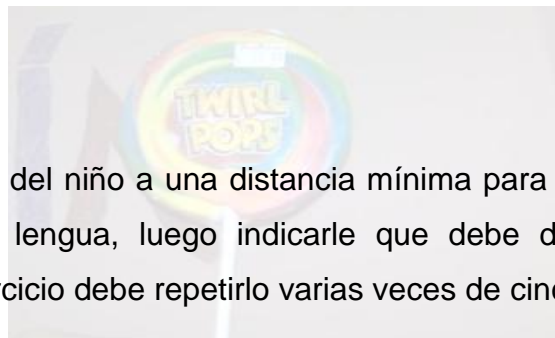 TWIRL
POPS
del niño a una distancia mínima para
lengua, luego indicarle que debe d
rcicio debe repetirlo varias veces de cinc